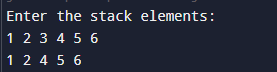 Enter the stack elements:
1 2 3 4 5 6
1 2 4 5 6